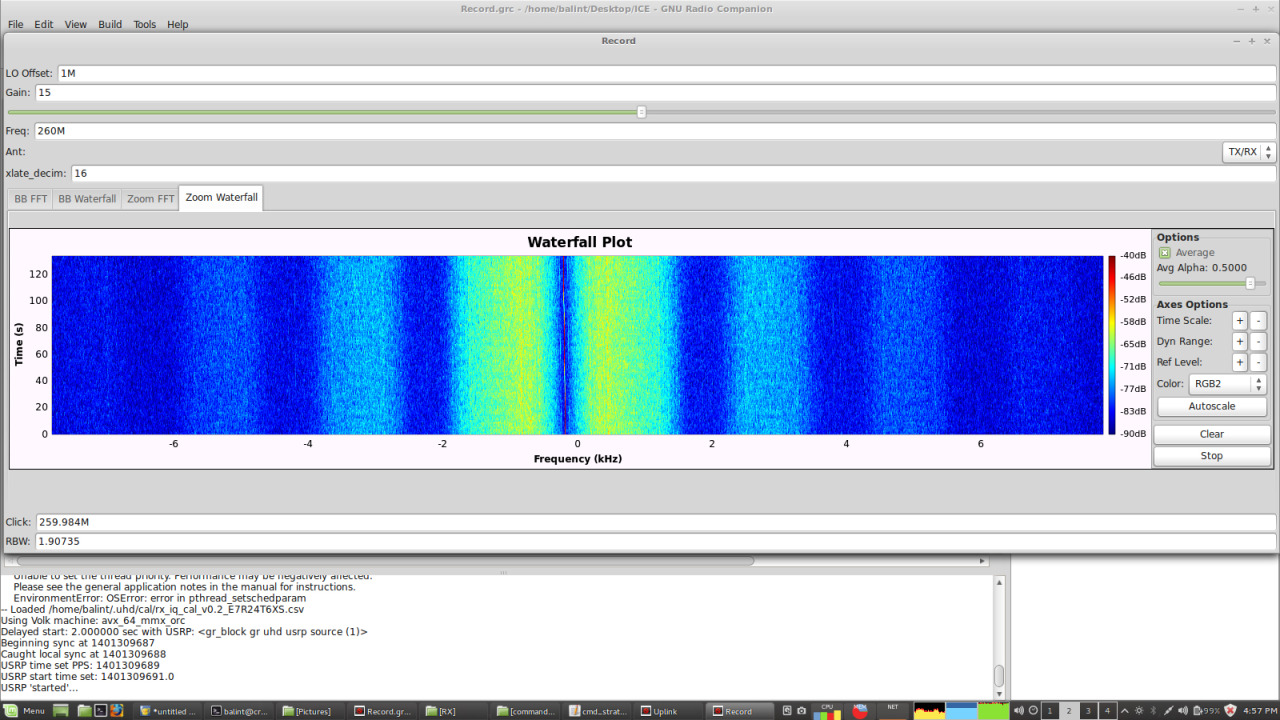 Record.grc - /home/balint/Desktop/ICE - GNU Radio Companion
File Edit View Build Tools Help
Record
LO Offset: 1M
Gain: 15
Freq: 260M
Ant: TX/RX
xlate_decim: 16
BB FFT BB Waterfall Zoom FFT Zoom Waterfall
Waterfall Plot
Time (s)
120
100
80
60
40
20
0
-6 -4 -2 0 2 4 6
Frequency (kHz)
-40dB
-46dB
-52dB
-58dB
-65dB
-71dB
-77dB
-83dB
-90dB
Options
Average
Avg Alpha: 0.5000
Axes Options
Time Scale: + -
Dyn Range: + -
Ref Level: + -
Color: RGB2
Autoscale
Clear
Stop
Click: 259.984M
RBW: 1.90735
Unable to set the thread priority. Performance may be negatively affected.
Please see the general application notes in the manual for instructions.
EnvironmentError: OSError: error in pthread_setschedparam
-- Loaded /home/balint/.uhd/cal/rx_iq_cal_v0.2_E7R24T6XS.csv
Using Volk machine: avx_64_mmx_orc
Delayed start: 2.000000 sec with USRP: <gr_block gr uhd usrp source (1)>
Beginning sync at 1401309687
Caught local sync at 1401309688
USRP time set PPS: 1401309689
USRP start time set: 1401309691.0
USRP 'started'...
Menu *untitled ... balint@cr... [Pictures] Record.gr... [RX] [command... cmd_strat... Uplink Record CPU MEM NET 1 2 3 4 99% 4:57 PM